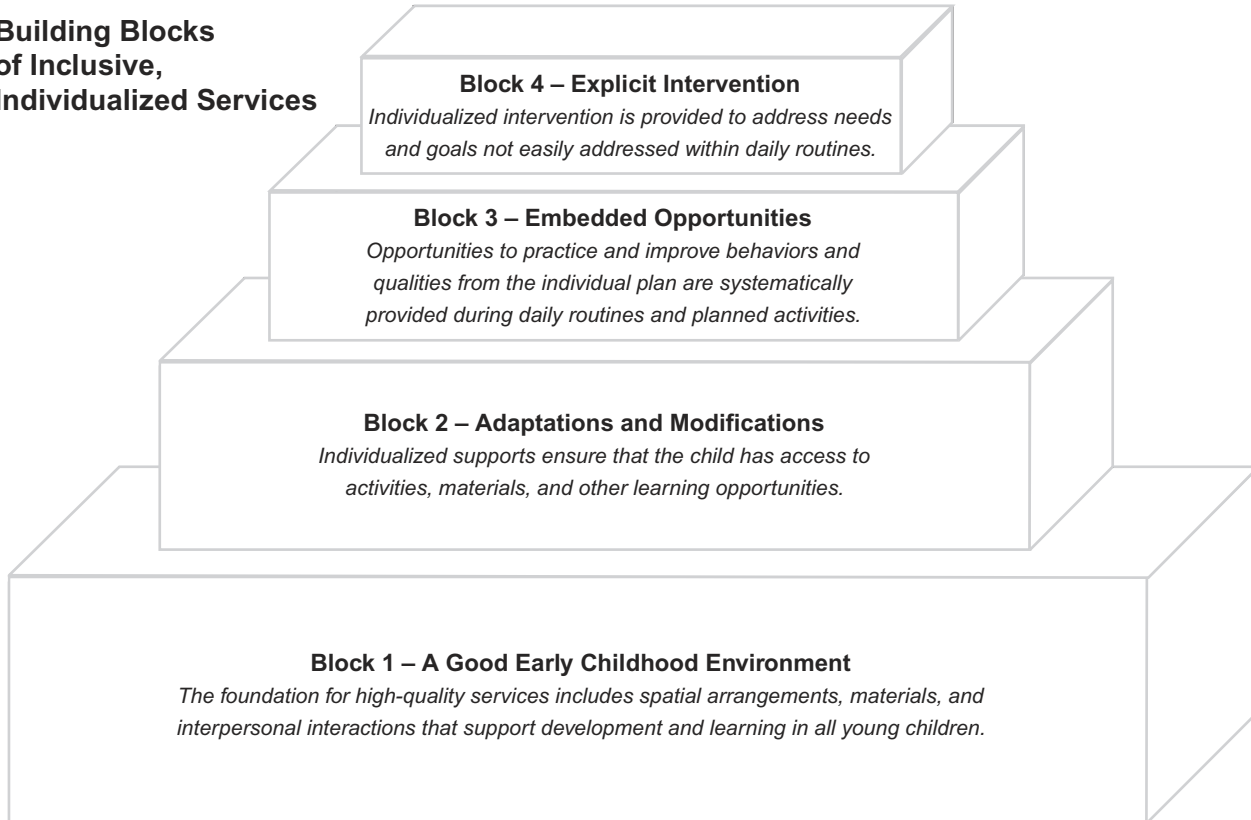 Building Blocks
of Inclusive,
Individualized Services
Block 4 – Explicit Intervention
Individualized intervention is provided to address needs
and goals not easily addressed within daily routines.
Block 3 – Embedded Opportunities
Opportunities to practice and improve behaviors and
qualities from the individual plan are systematically
provided during daily routines and planned activities.
Block 2 – Adaptations and Modifications
Individualized supports ensure that the child has access to
activities, materials, and other learning opportunities.
Block 1 – A Good Early Childhood Environment
The foundation for high-quality services includes spatial arrangements, materials, and
interpersonal interactions that support development and learning in all young children.